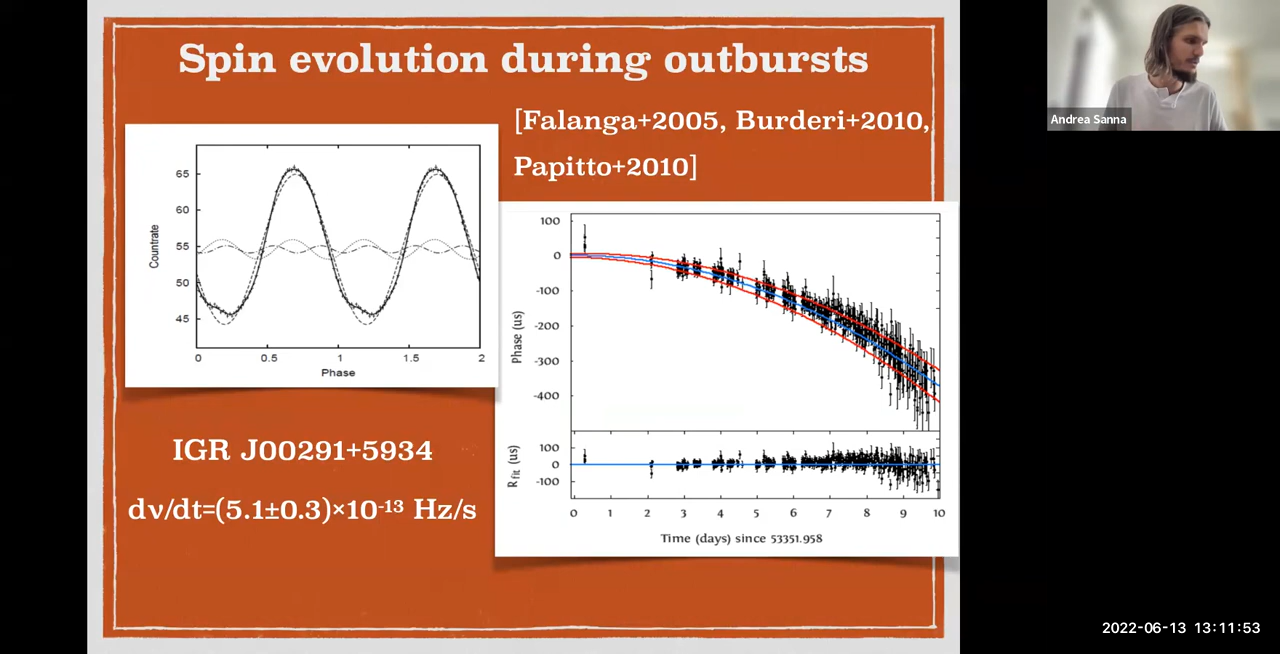 Spin evolution during outbursts
[Falanga+2005, Burderi+2010,
Papitto+2010]
65
60
55
50
45
Countrate
0 0.5 1 1.5 2
Phase
100
0
-100
-200
-300
-400
Phase (us)
100
0
-100
R fit (us)
0 1 2 3 4 5 6 7 8 9 10
Time (days) since 53351.958
IGR J00291+5934
dν/dt=(5.1±0.3)×10⁻¹³ Hz/s
Andrea Sanna
2022-06-13 13:11:53